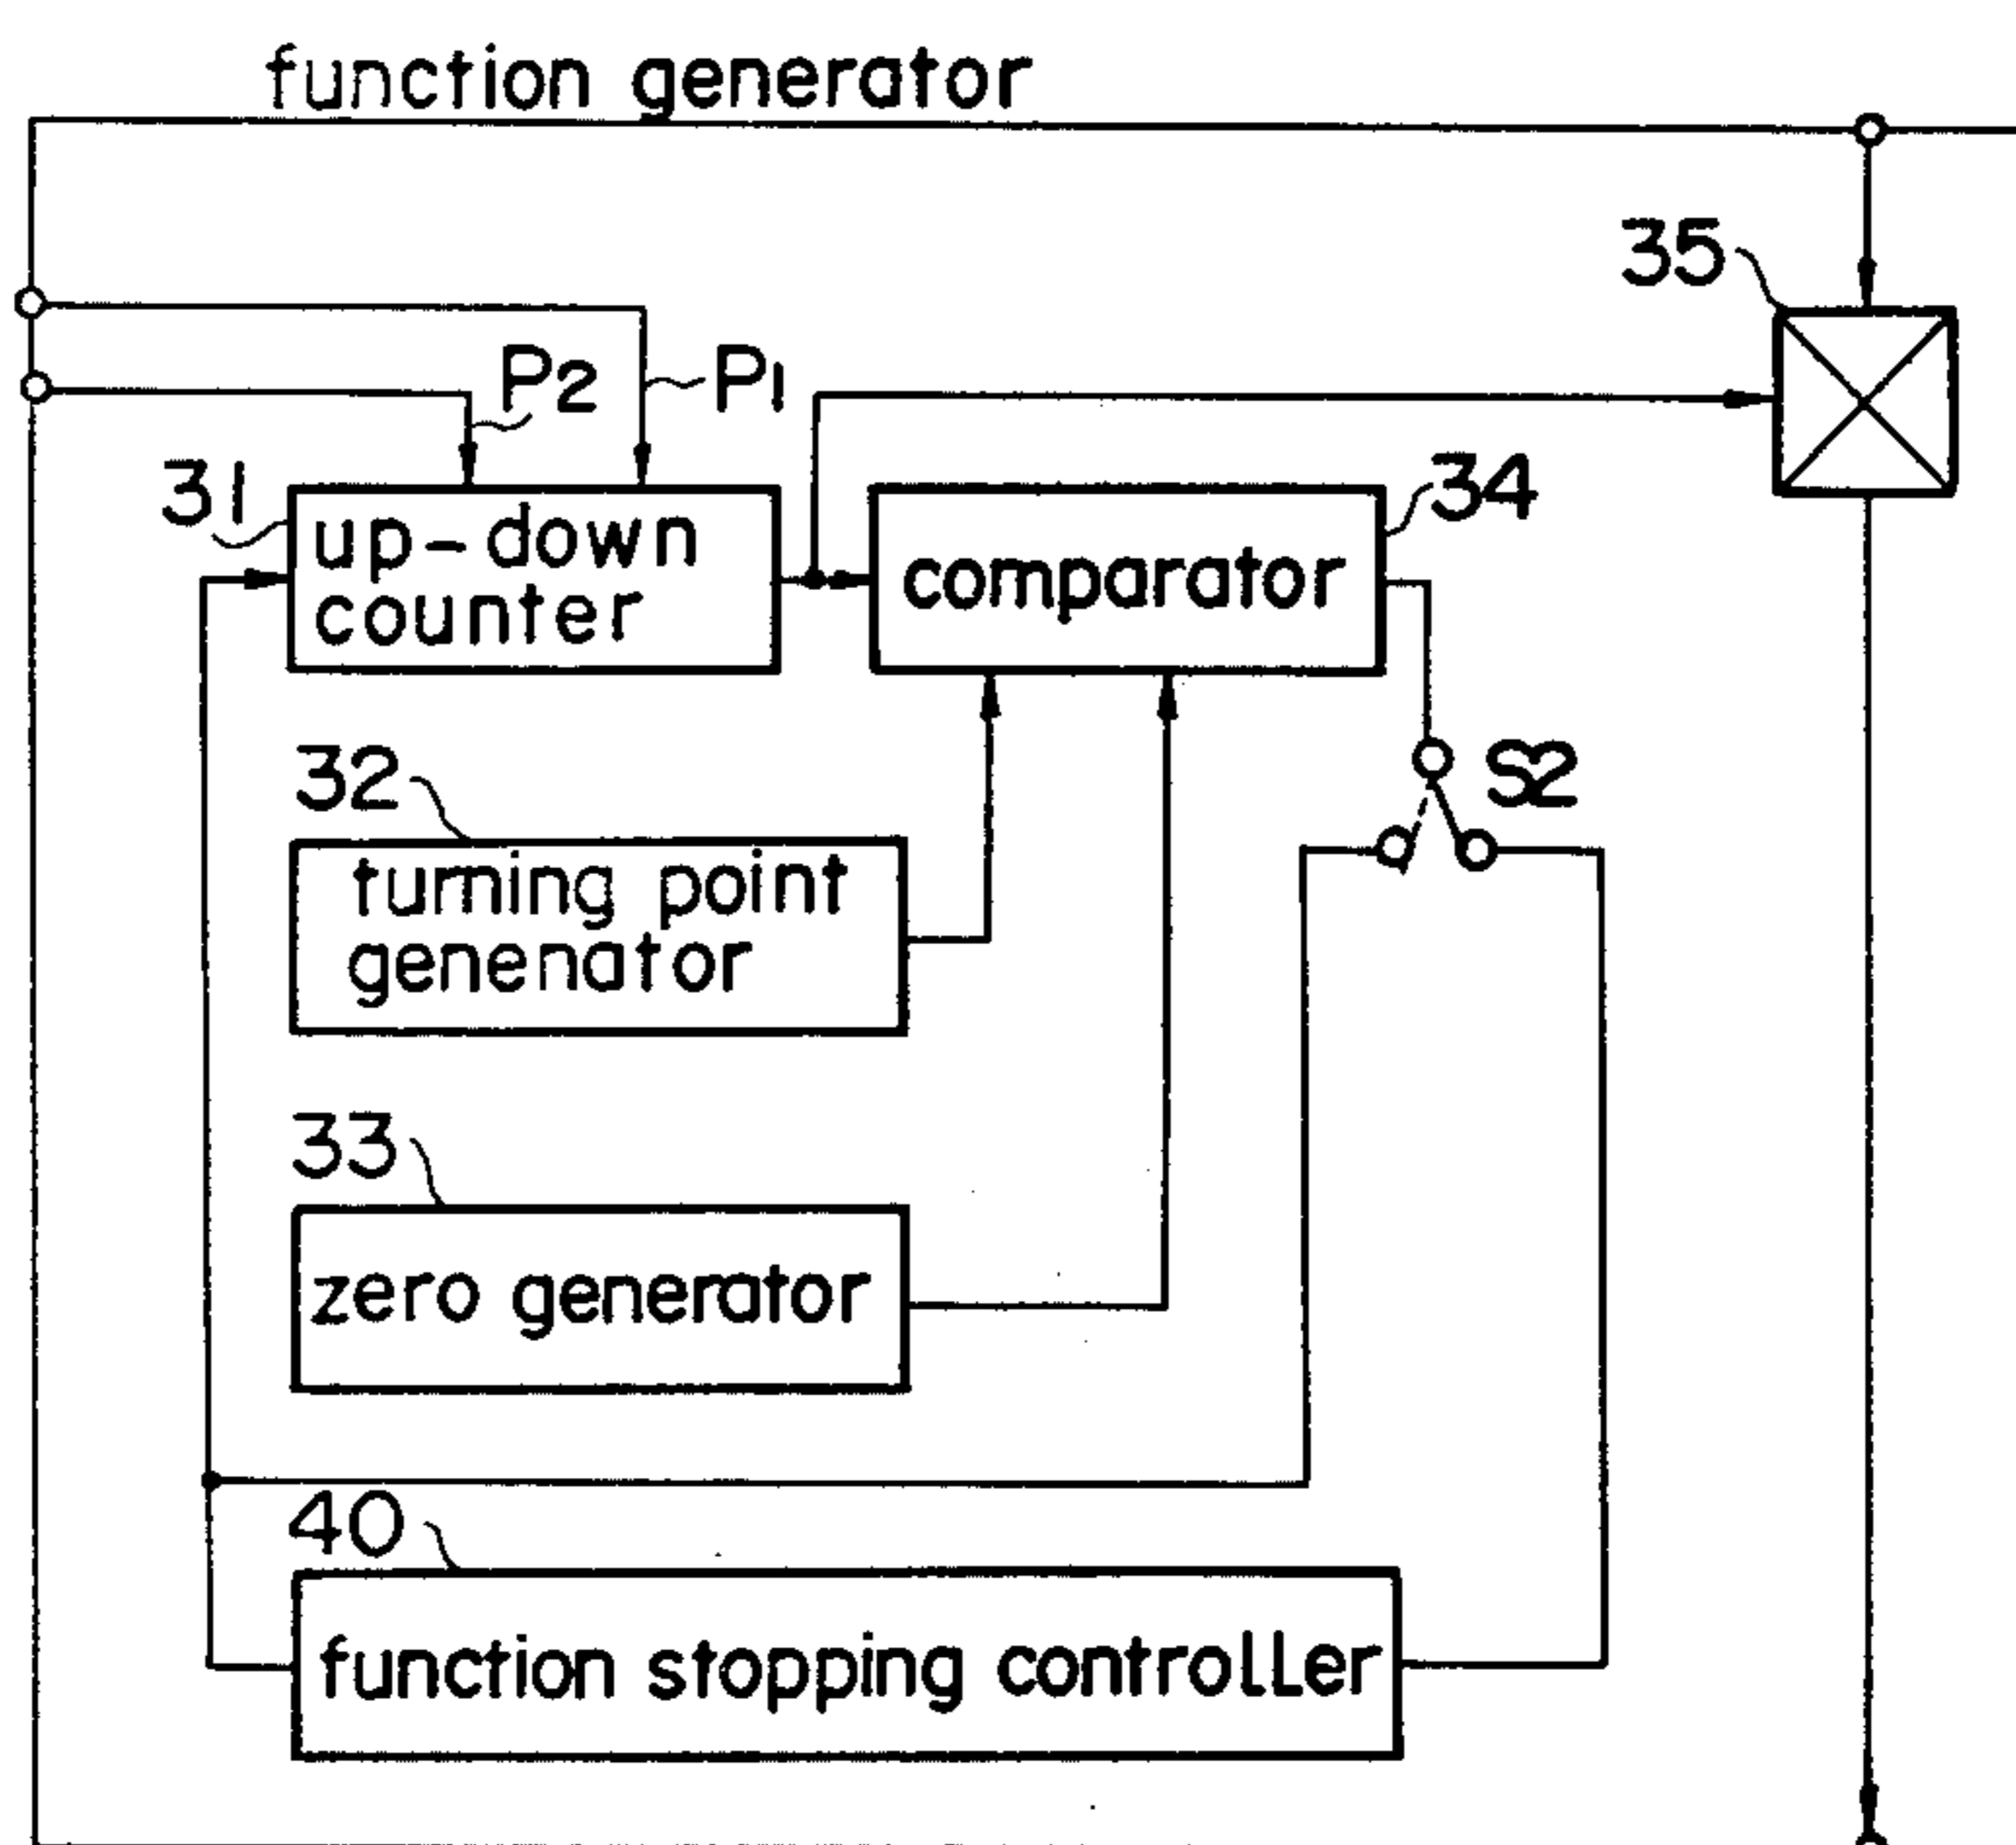 function generator
35
P2
P1
31
up-down
counter
34
comparator
S2
32
turning point
genenator
33
zero generator
40
function stopping controller